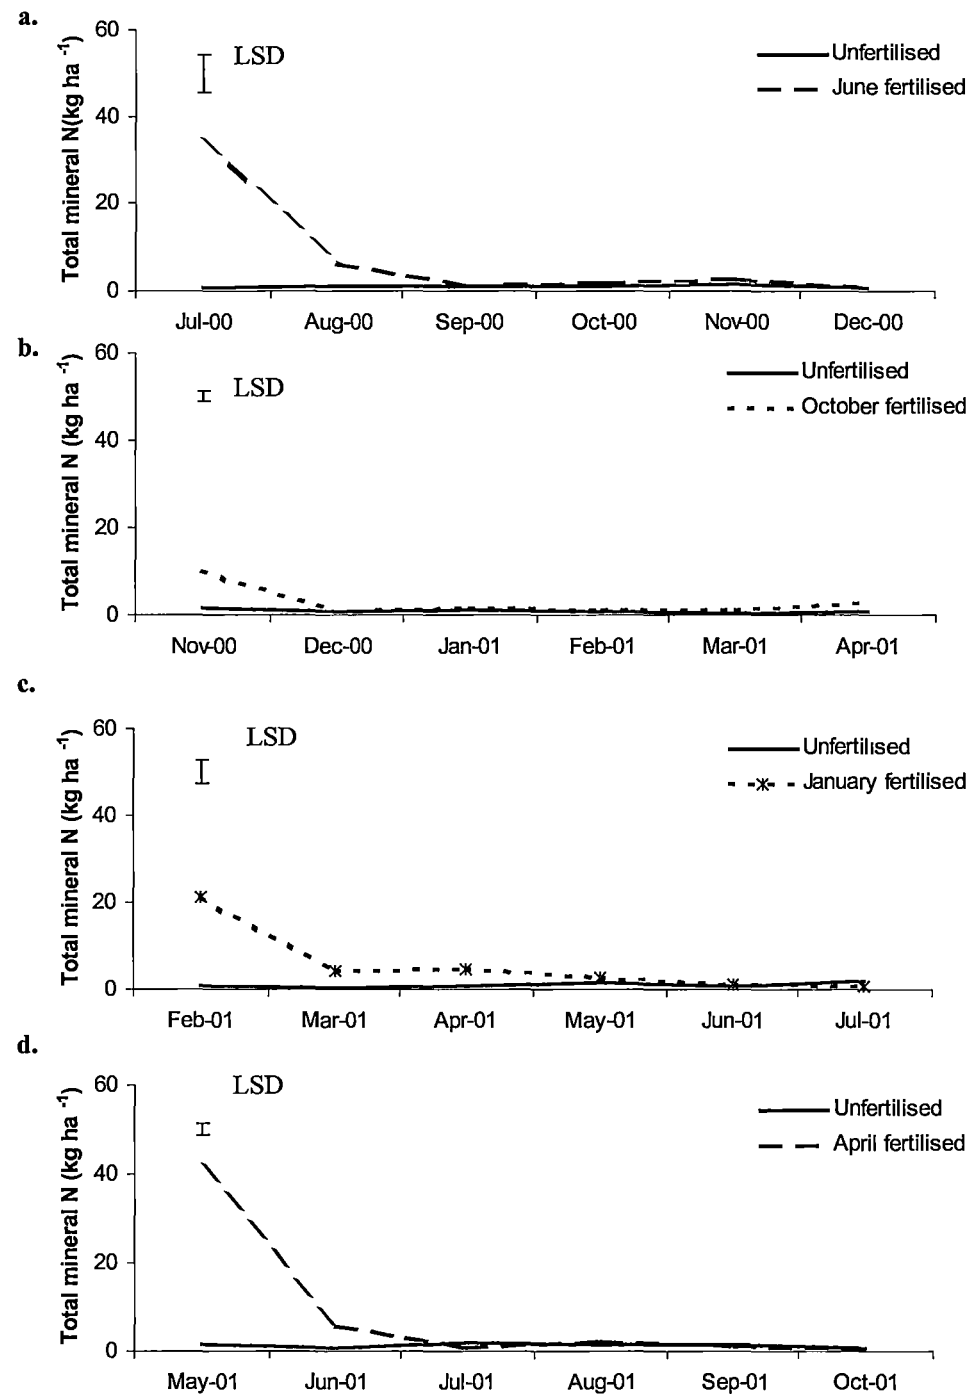 a.
60
LSD
Unfertilised
June fertilised
40
20
0
Total mineral N(kg ha -1)
Jul-00 Aug-00 Sep-00 Oct-00 Nov-00 Dec-00
b.
60
LSD
Unfertilised
October fertilised
40
20
0
Total mineral N (kg ha -1)
Nov-00 Dec-00 Jan-01 Feb-01 Mar-01 Apr-01
c.
60
LSD
Unfertilised
January fertilised
40
20
0
Total mineral N (kg ha -1)
Feb-01 Mar-01 Apr-01 May-01 Jun-01 Jul-01
d.
60
LSD
Unfertilised
April fertilised
40
20
0
Total mineral N (kg ha -1)
May-01 Jun-01 Jul-01 Aug-01 Sep-01 Oct-01